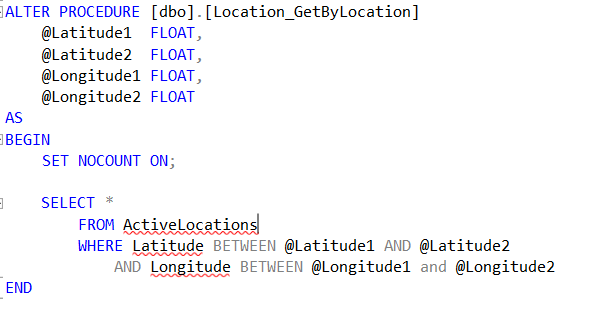 ALTER PROCEDURE [dbo].[Location_GetByLocation]
@Latitude1 FLOAT,
@Latitude2 FLOAT,
@Longitude1 FLOAT,
@Longitude2 FLOAT
AS
BEGIN
SET NOCOUNT ON;
SELECT *
FROM ActiveLocations
WHERE Latitude BETWEEN @Latitude1 AND @Latitude2
AND Longitude BETWEEN @Longitude1 and @Longitude2
END